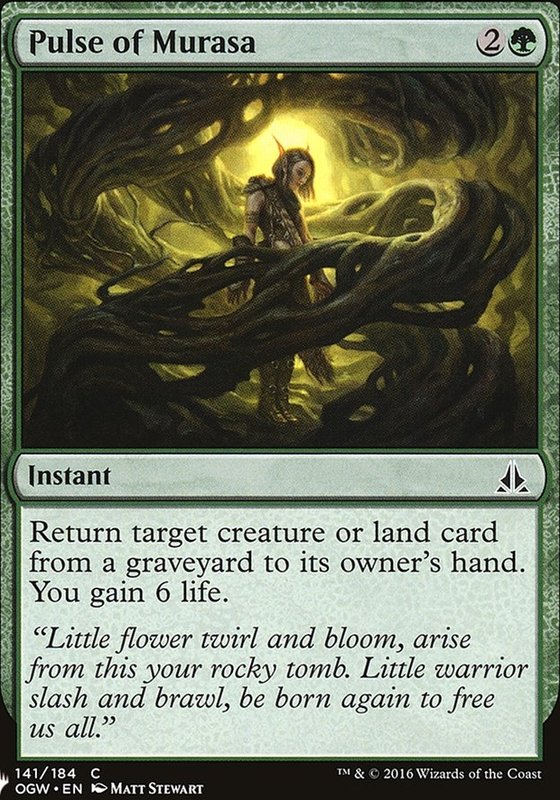 Pulse of Murasa 2
Instant
Return target creature or land card
from a graveyard to its owner's hand.
You gain 6 life.
“Little flower twirl and bloom, arise
from this your rocky tomb. Little warrior
slash and brawl, be born again to free
us all.”
141/184 C
OGW • EN Matt Stewart
™ & © 2016 Wizards of the Coast